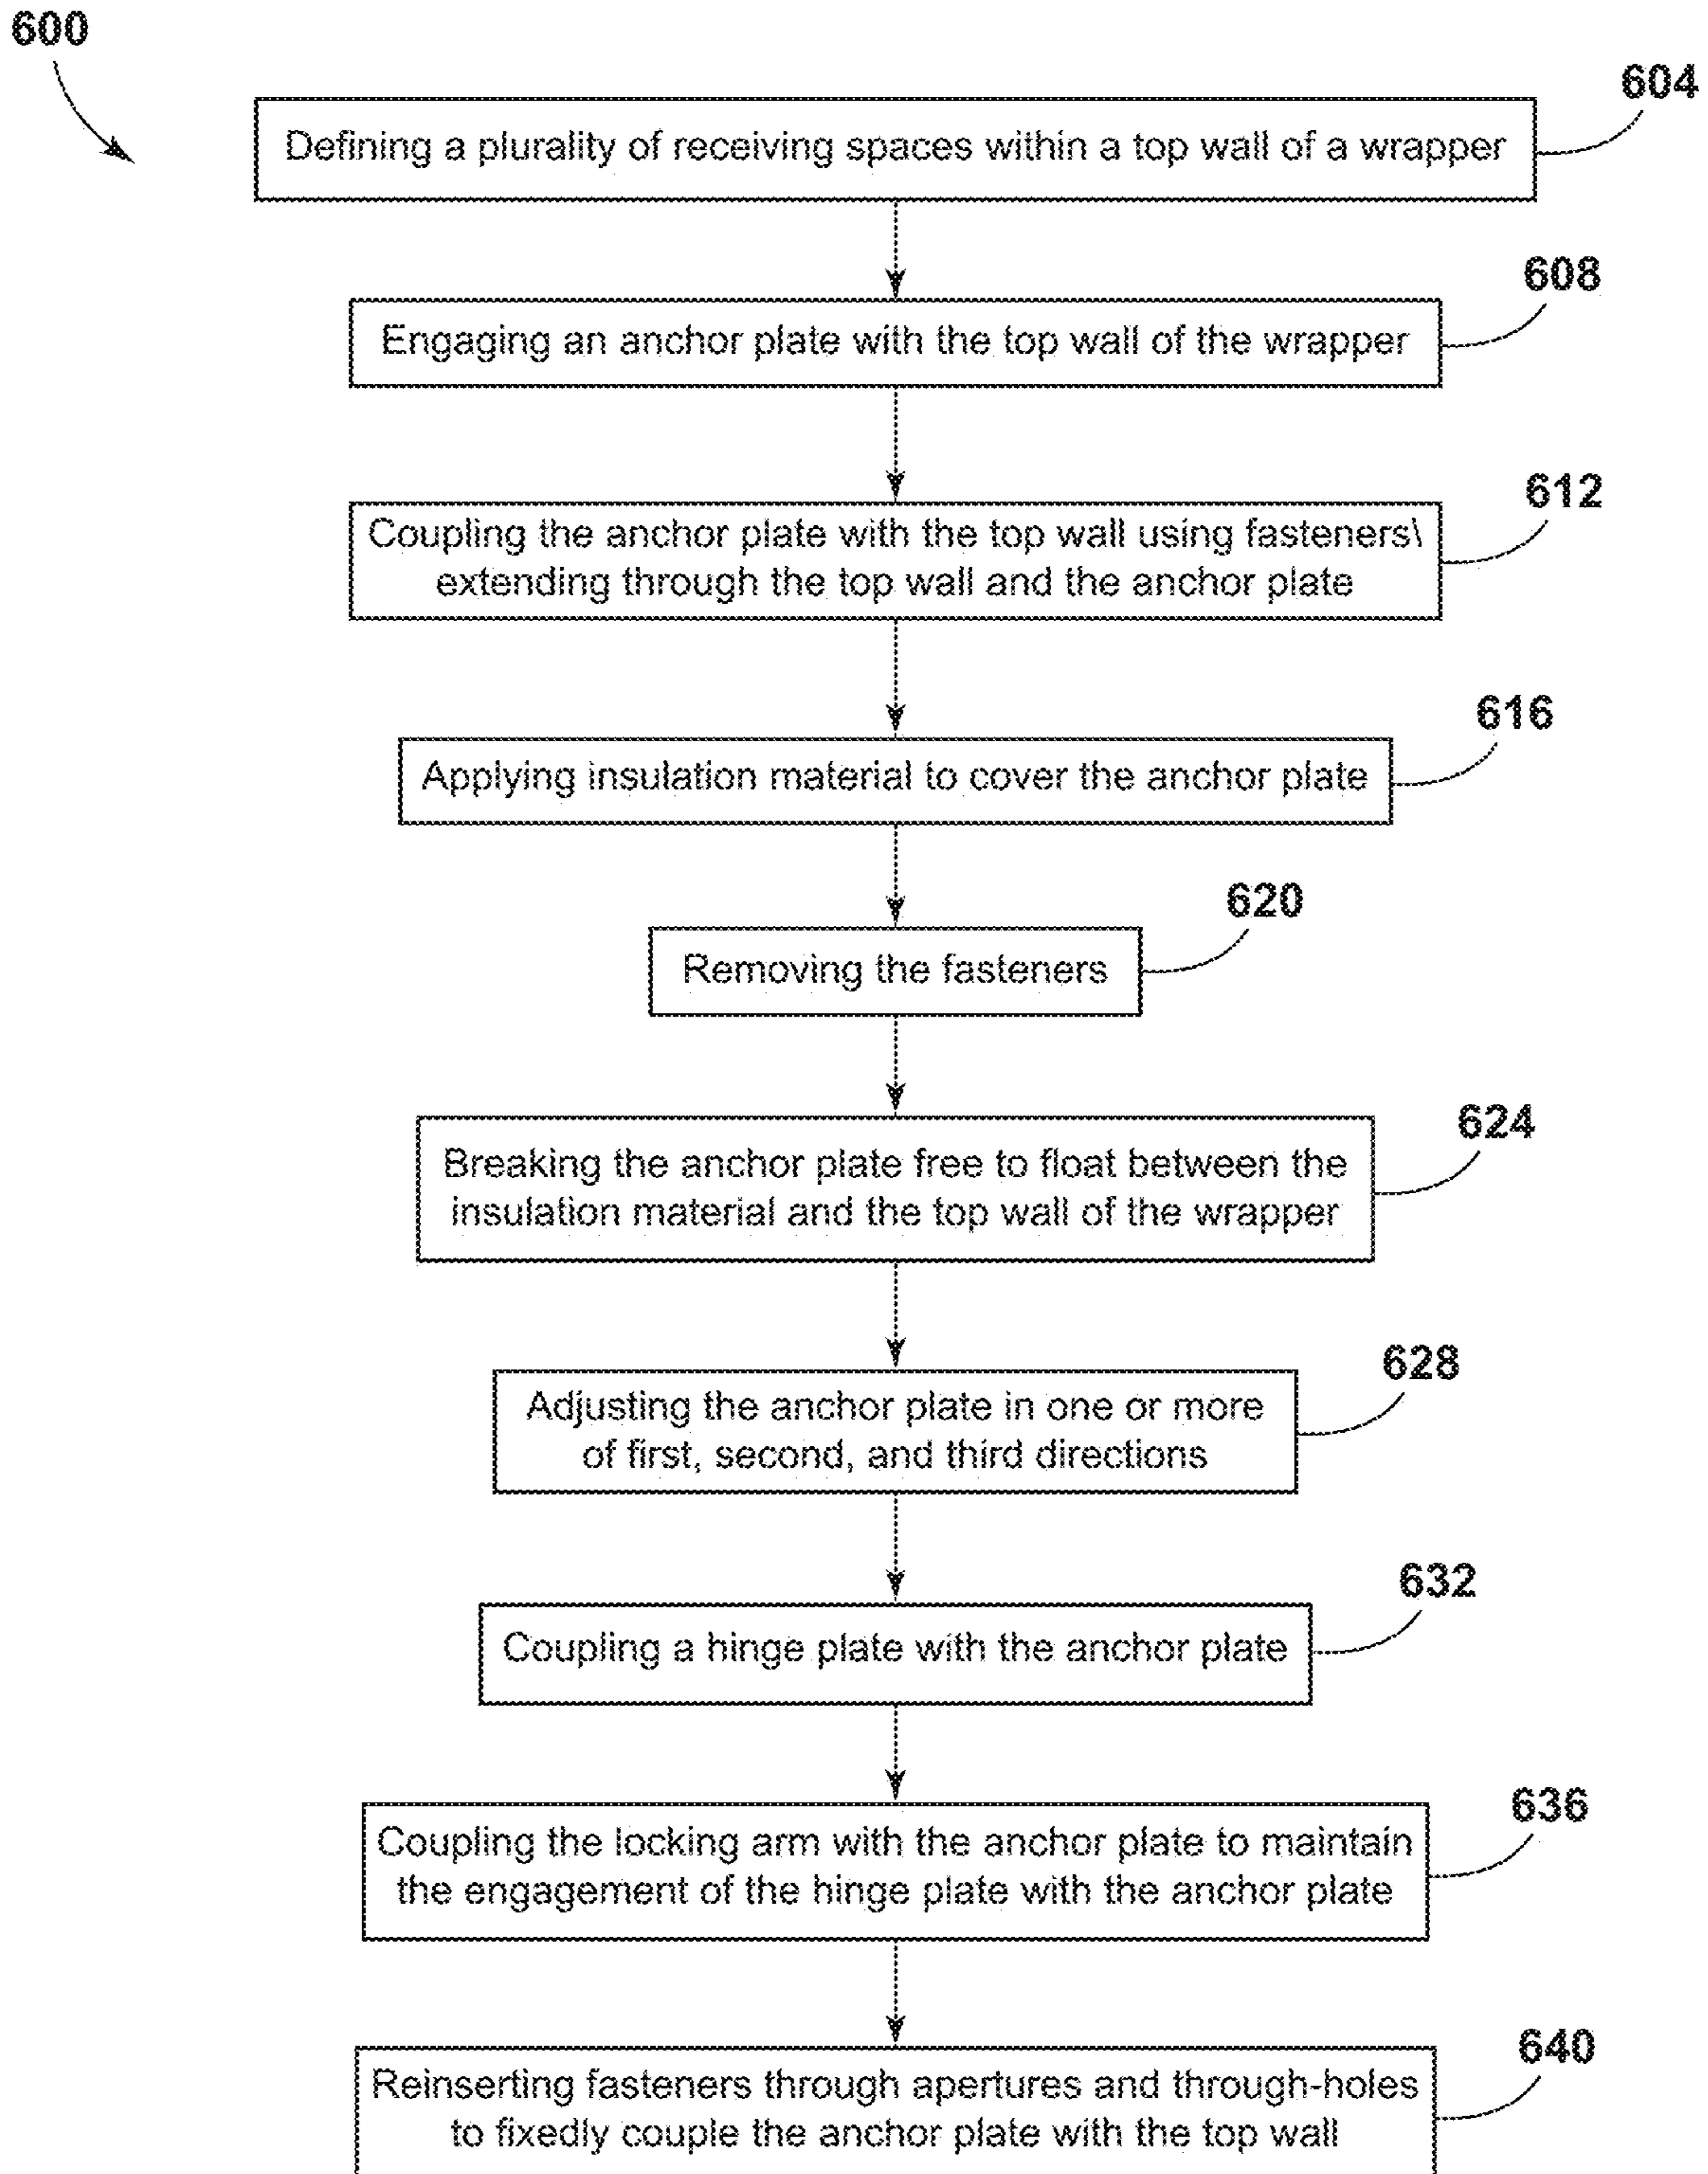 600
604
Defining a plurality of receiving spaces within a top wall of a wrapper
608
Engaging an anchor plate with the top wall of the wrapper
612
Coupling the anchor plate with the top wall using fasteners\
extending through the top wall and the anchor plate
616
Applying insulation material to cover the anchor plate
620
Removing the fasteners
624
Breaking the anchor plate free to float between the
insulation material and the top wall of the wrapper
628
Adjusting the anchor plate in one or more
of first, second, and third directions
632
Coupling a hinge plate with the anchor plate
636
Coupling the locking arm with the anchor plate to maintain
the engagement of the hinge plate with the anchor plate
640
Reinserting fasteners through apertures and through-holes
to fixedly couple the anchor plate with the top wall